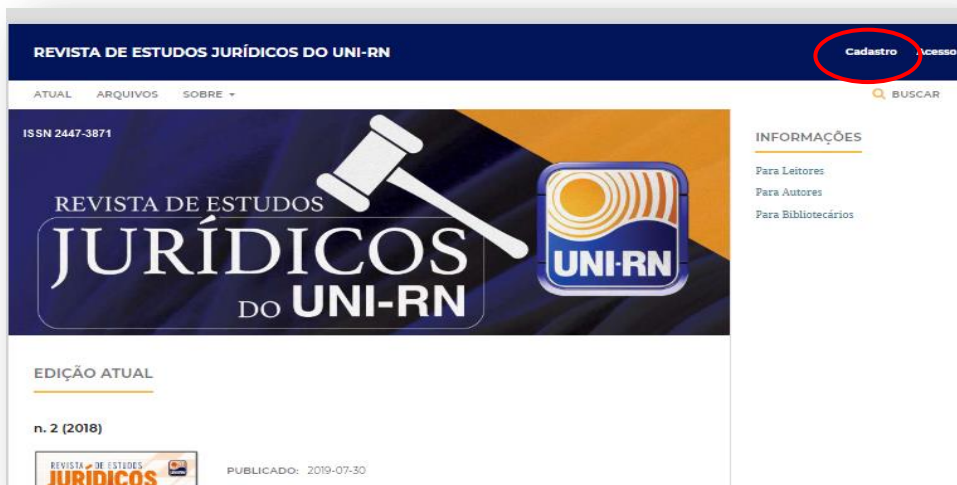 REVISTA DE ESTUDOS JURÍDICOS DO UNI-RN
Cadastro Acesso
ATUAL ARQUIVOS SOBRE
BUSCAR
ISSN 2447-3871
REVISTA DE ESTUDOS
JURÍDICOS
DO UNI-RN
UNI-RN
INFORMAÇÕES
Para Leitores
Para Autores
Para Bibliotecários
EDIÇÃO ATUAL
n. 2 (2018)
REVISTA DE ESTUDOS
JURÍDICOS
PUBLICADO: 2019-07-30